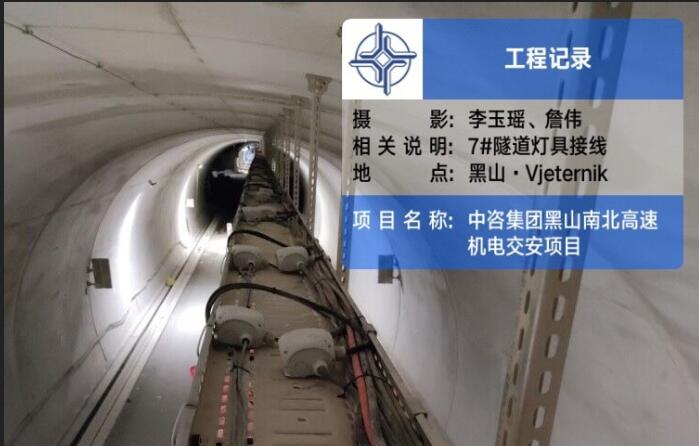 工程记录
摄 影: 李玉瑶、詹伟
相关说明: 7#隧道灯具接线
地 点: 黑山·Vjeternik
项目名称: 中咨集团黑山南北高速
机电交安项目